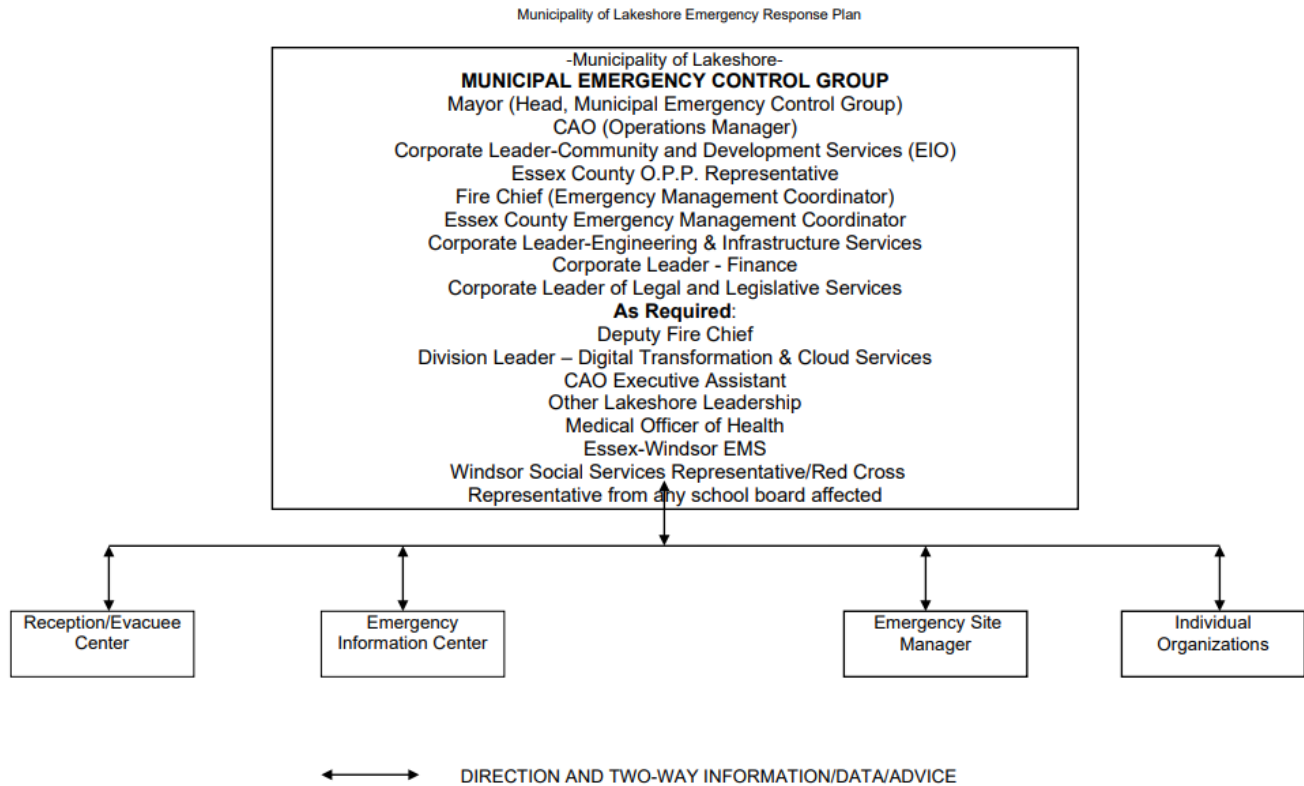 Municipality of Lakeshore Emergency Response Plan
-Municipality of Lakeshore-
MUNICIPAL EMERGENCY CONTROL GROUP
Mayor (Head, Municipal Emergency Control Group)
CAO (Operations Manager)
Corporate Leader-Community and Development Services (EIO)
Essex County O.P.P. Representative
Fire Chief (Emergency Management Coordinator)
Essex County Emergency Management Coordinator
Corporate Leader-Engineering & Infrastructure Services
Corporate Leader - Finance
Corporate Leader of Legal and Legislative Services
As Required:
Deputy Fire Chief
Division Leader – Digital Transformation & Cloud Services
CAO Executive Assistant
Other Lakeshore Leadership
Medical Officer of Health
Essex-Windsor EMS
Windsor Social Services Representative/Red Cross
Representative from any school board affected
Reception/Evacuee
Center
Emergency
Information Center
Emergency Site
Manager
Individual
Organizations
DIRECTION AND TWO-WAY INFORMATION/DATA/ADVICE